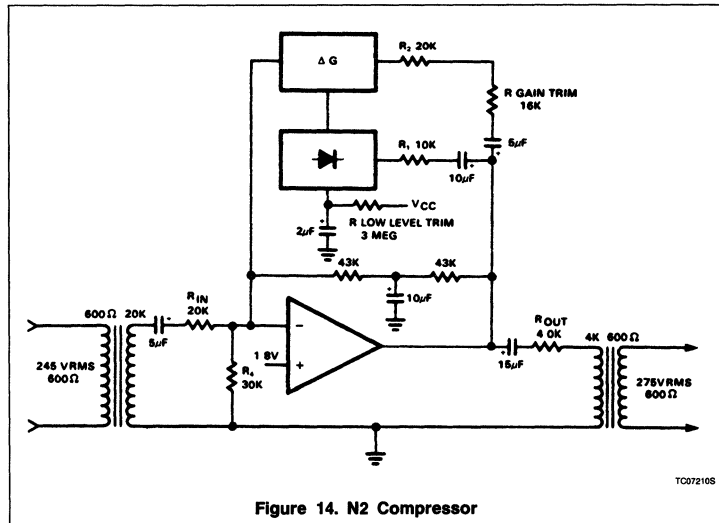 Δ G
R₂ 20K
R GAIN TRIM
16K
5µF
+
R₁ 10K
+
10µF
VCC
R LOW LEVEL TRIM
3 MEG
+
2µF
43K
43K
+
10µF
600Ω
20K
+
5µF
RIN
20K
R₄
30K
−
+
1 8V
+
15µF
ROUT
4 0K
4K
600Ω
245 VRMS
600Ω
275VRMS
600Ω
TC07210S
Figure 14. N2 Compressor